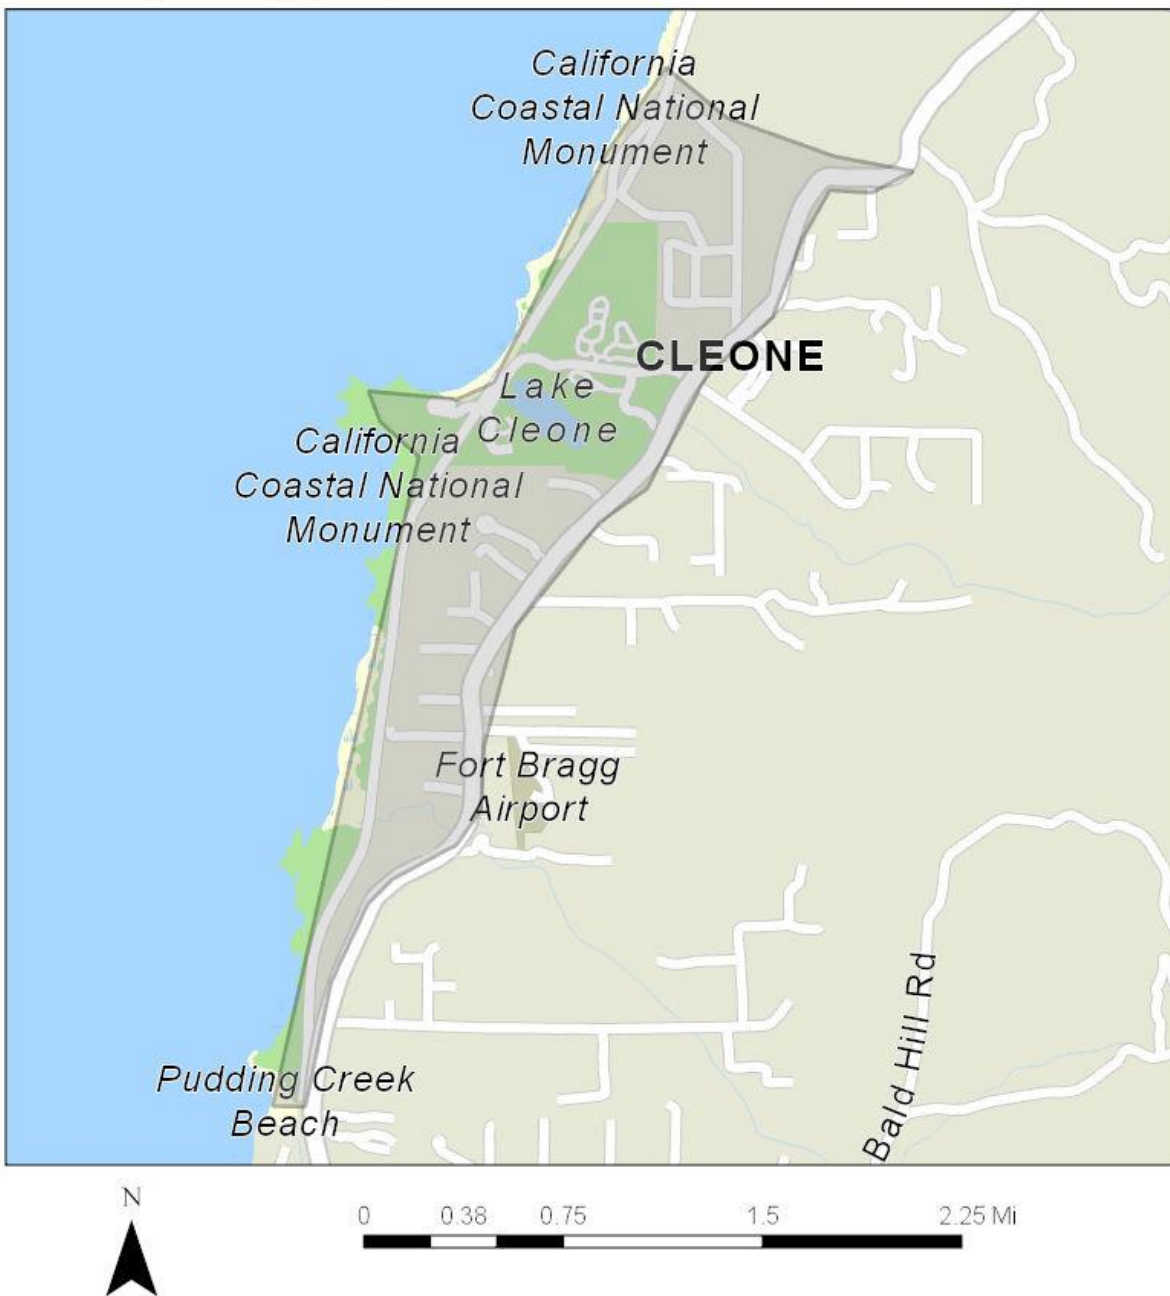 California
Coastal National
Monument
CLEONE
Lake
Cleone
California
Coastal National
Monument
Fort Bragg
Airport
Bald Hill Rd
Pudding Creek
Beach
N
0 0.38 0.75 1.5 2.25 Mi